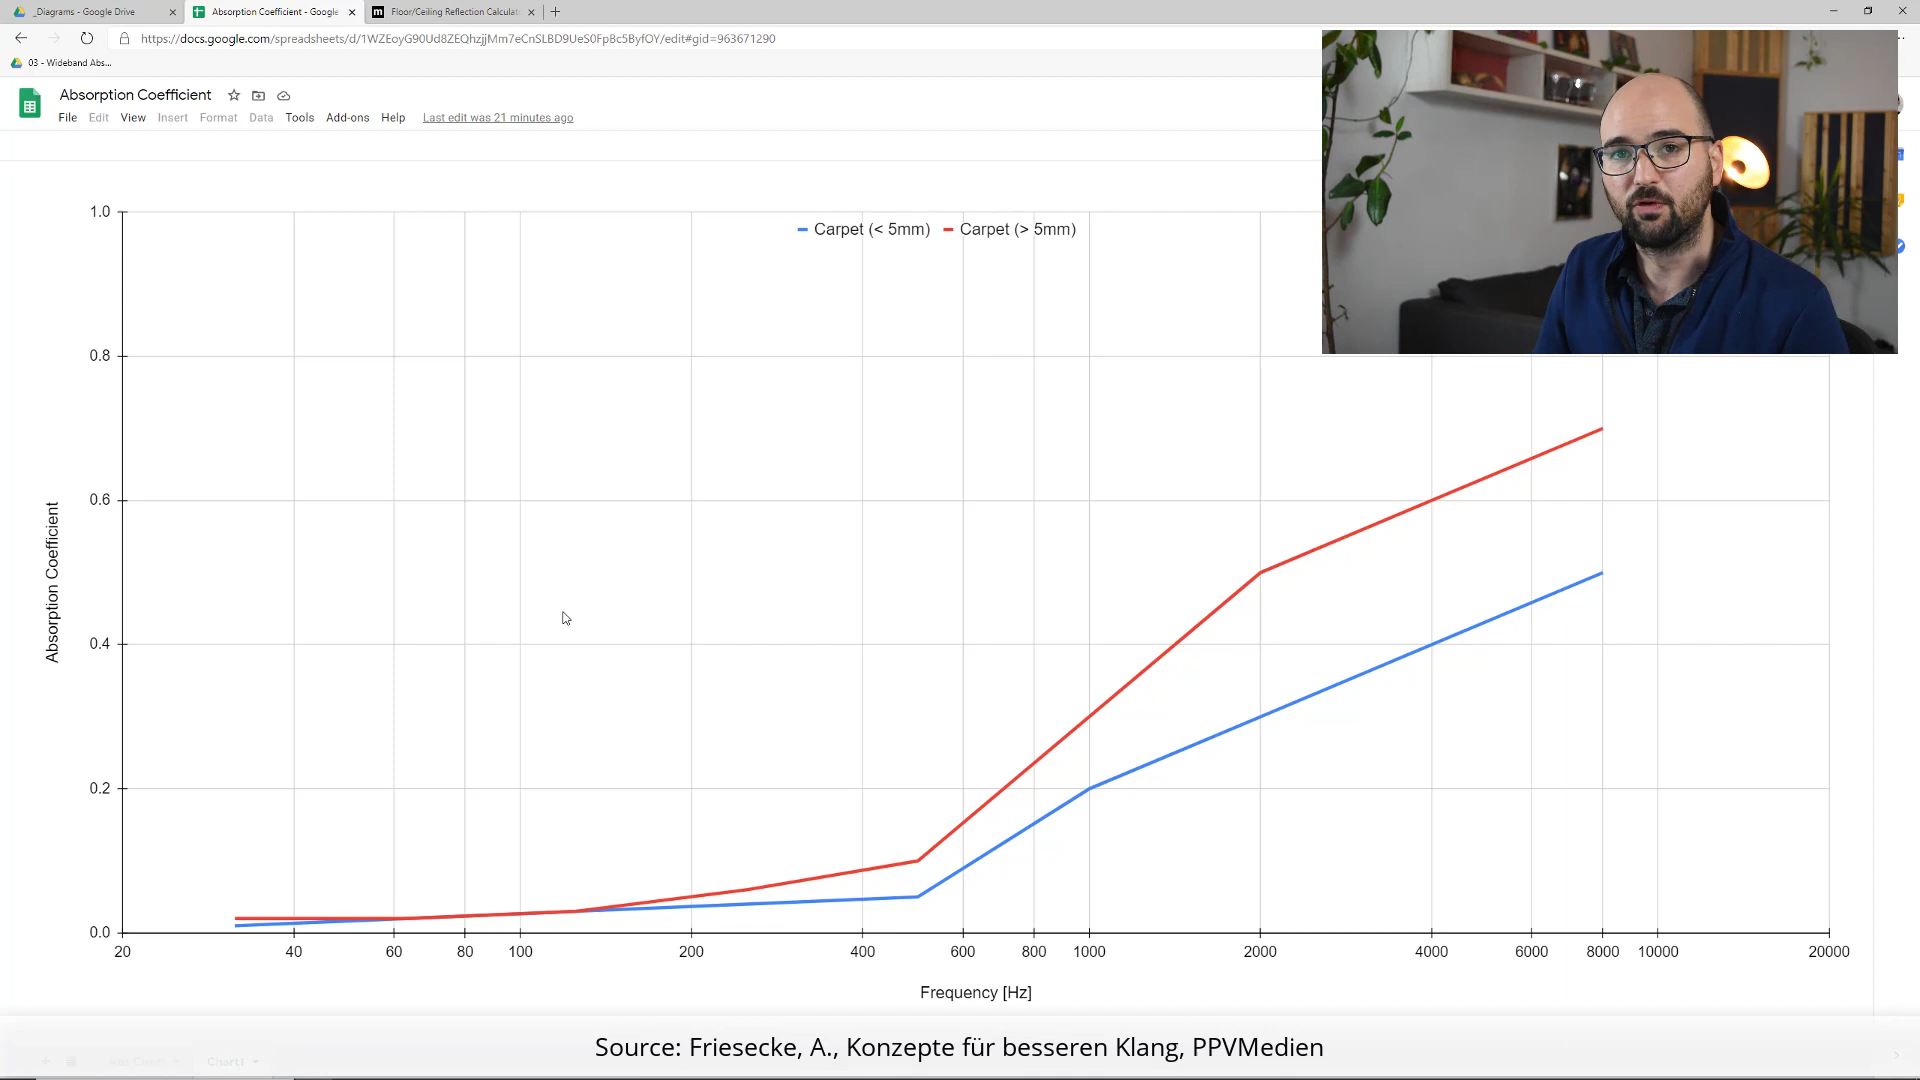 _Diagrams - Google Drive
Absorption Coefficient - Google
Floor/Ceiling Reflection Calculat
https://docs.google.com/spreadsheets/d/1WZEoyG90Ud8ZEQhzjjMm7eCnSLBD9UeS0FpBc5ByfOY/edit#gid=963671290
03 - Wideband Abs...
Absorption Coefficient
File Edit View Insert Format Data Tools Add-ons Help Last edit was 21 minutes ago
Carpet (< 5mm) Carpet (> 5mm)
1.0
0.8
0.6
0.4
0.2
0.0
Absorption Coefficient
20 40 60 80 100 200 400 600 800 1000 2000 4000 6000 8000 10000 20000
Frequency [Hz]
Source: Friesecke, A., Konzepte für besseren Klang, PPVMedien
Chart1